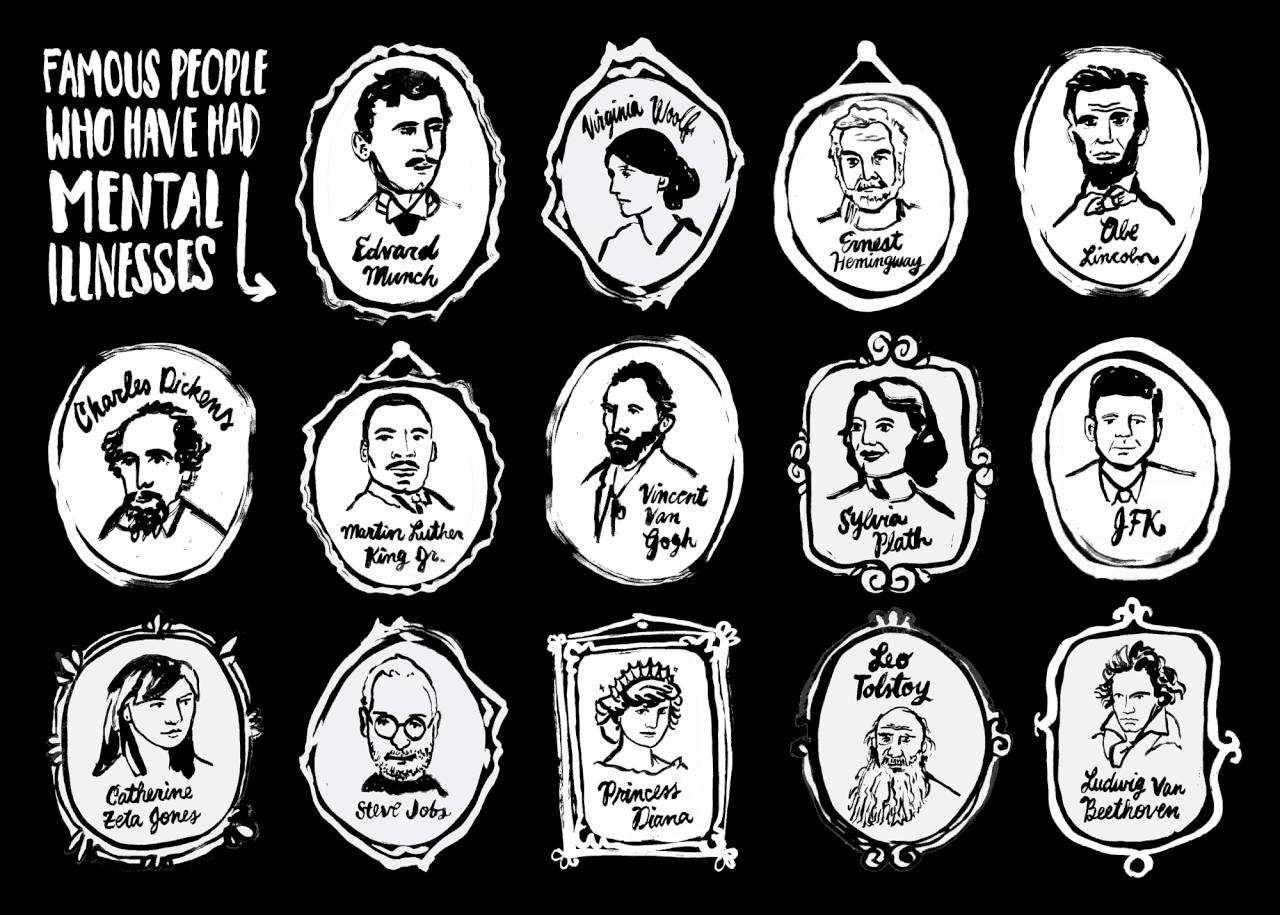 FAMOUS PEOPLE
WHO HAVE HAD
MENTAL
ILLNESSES
Edvard
Munch
Virginia Woolf
Ernest
Hemingway
Abe
Lincoln
Charles Dickens
Martin Luther
King Jr.
Vincent
Van
Gogh
Sylvia
Plath
JFK
Catherine
Zeta Jones
Steve Jobs
Princess
Diana
Leo
Tolstoy
Ludwig Van
Beethoven